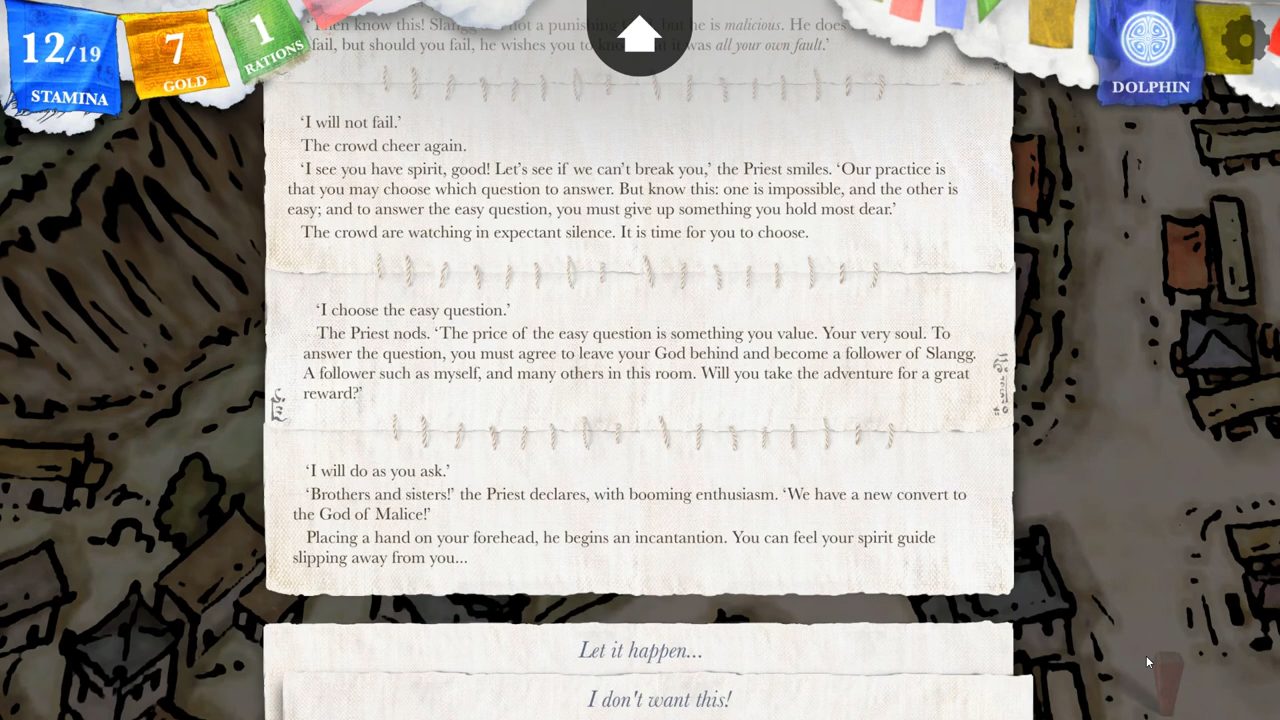 12/19
STAMINA
7
GOLD
1
RATIONS
DOLPHIN
but he is malicious. He does
fail, but should you fail, he wishes you to it was all your own fault.’
‘I will not fail.’
The crowd cheer again.
‘I see you have spirit, good! Let’s see if we can’t break you,’ the Priest smiles. ‘Our practice is
that you may choose which question to answer. But know this: one is impossible, and the other is
easy; and to answer the easy question, you must give up something you hold most dear.’
The crowd are watching in expectant silence. It is time for you to choose.
‘I choose the easy question.’
The Priest nods. ‘The price of the easy question is something you value. Your very soul. To
answer the question, you must agree to leave your God behind and become a follower of Slangg.
A follower such as myself, and many others in this room. Will you take the adventure for a great
reward?’
‘I will do as you ask.’
‘Brothers and sisters!’ the Priest declares, with booming enthusiasm. ‘We have a new convert to
the God of Malice!’
Placing a hand on your forehead, he begins an incantation. You can feel your spirit guide
slipping away from you...
Let it happen...
I don't want this!